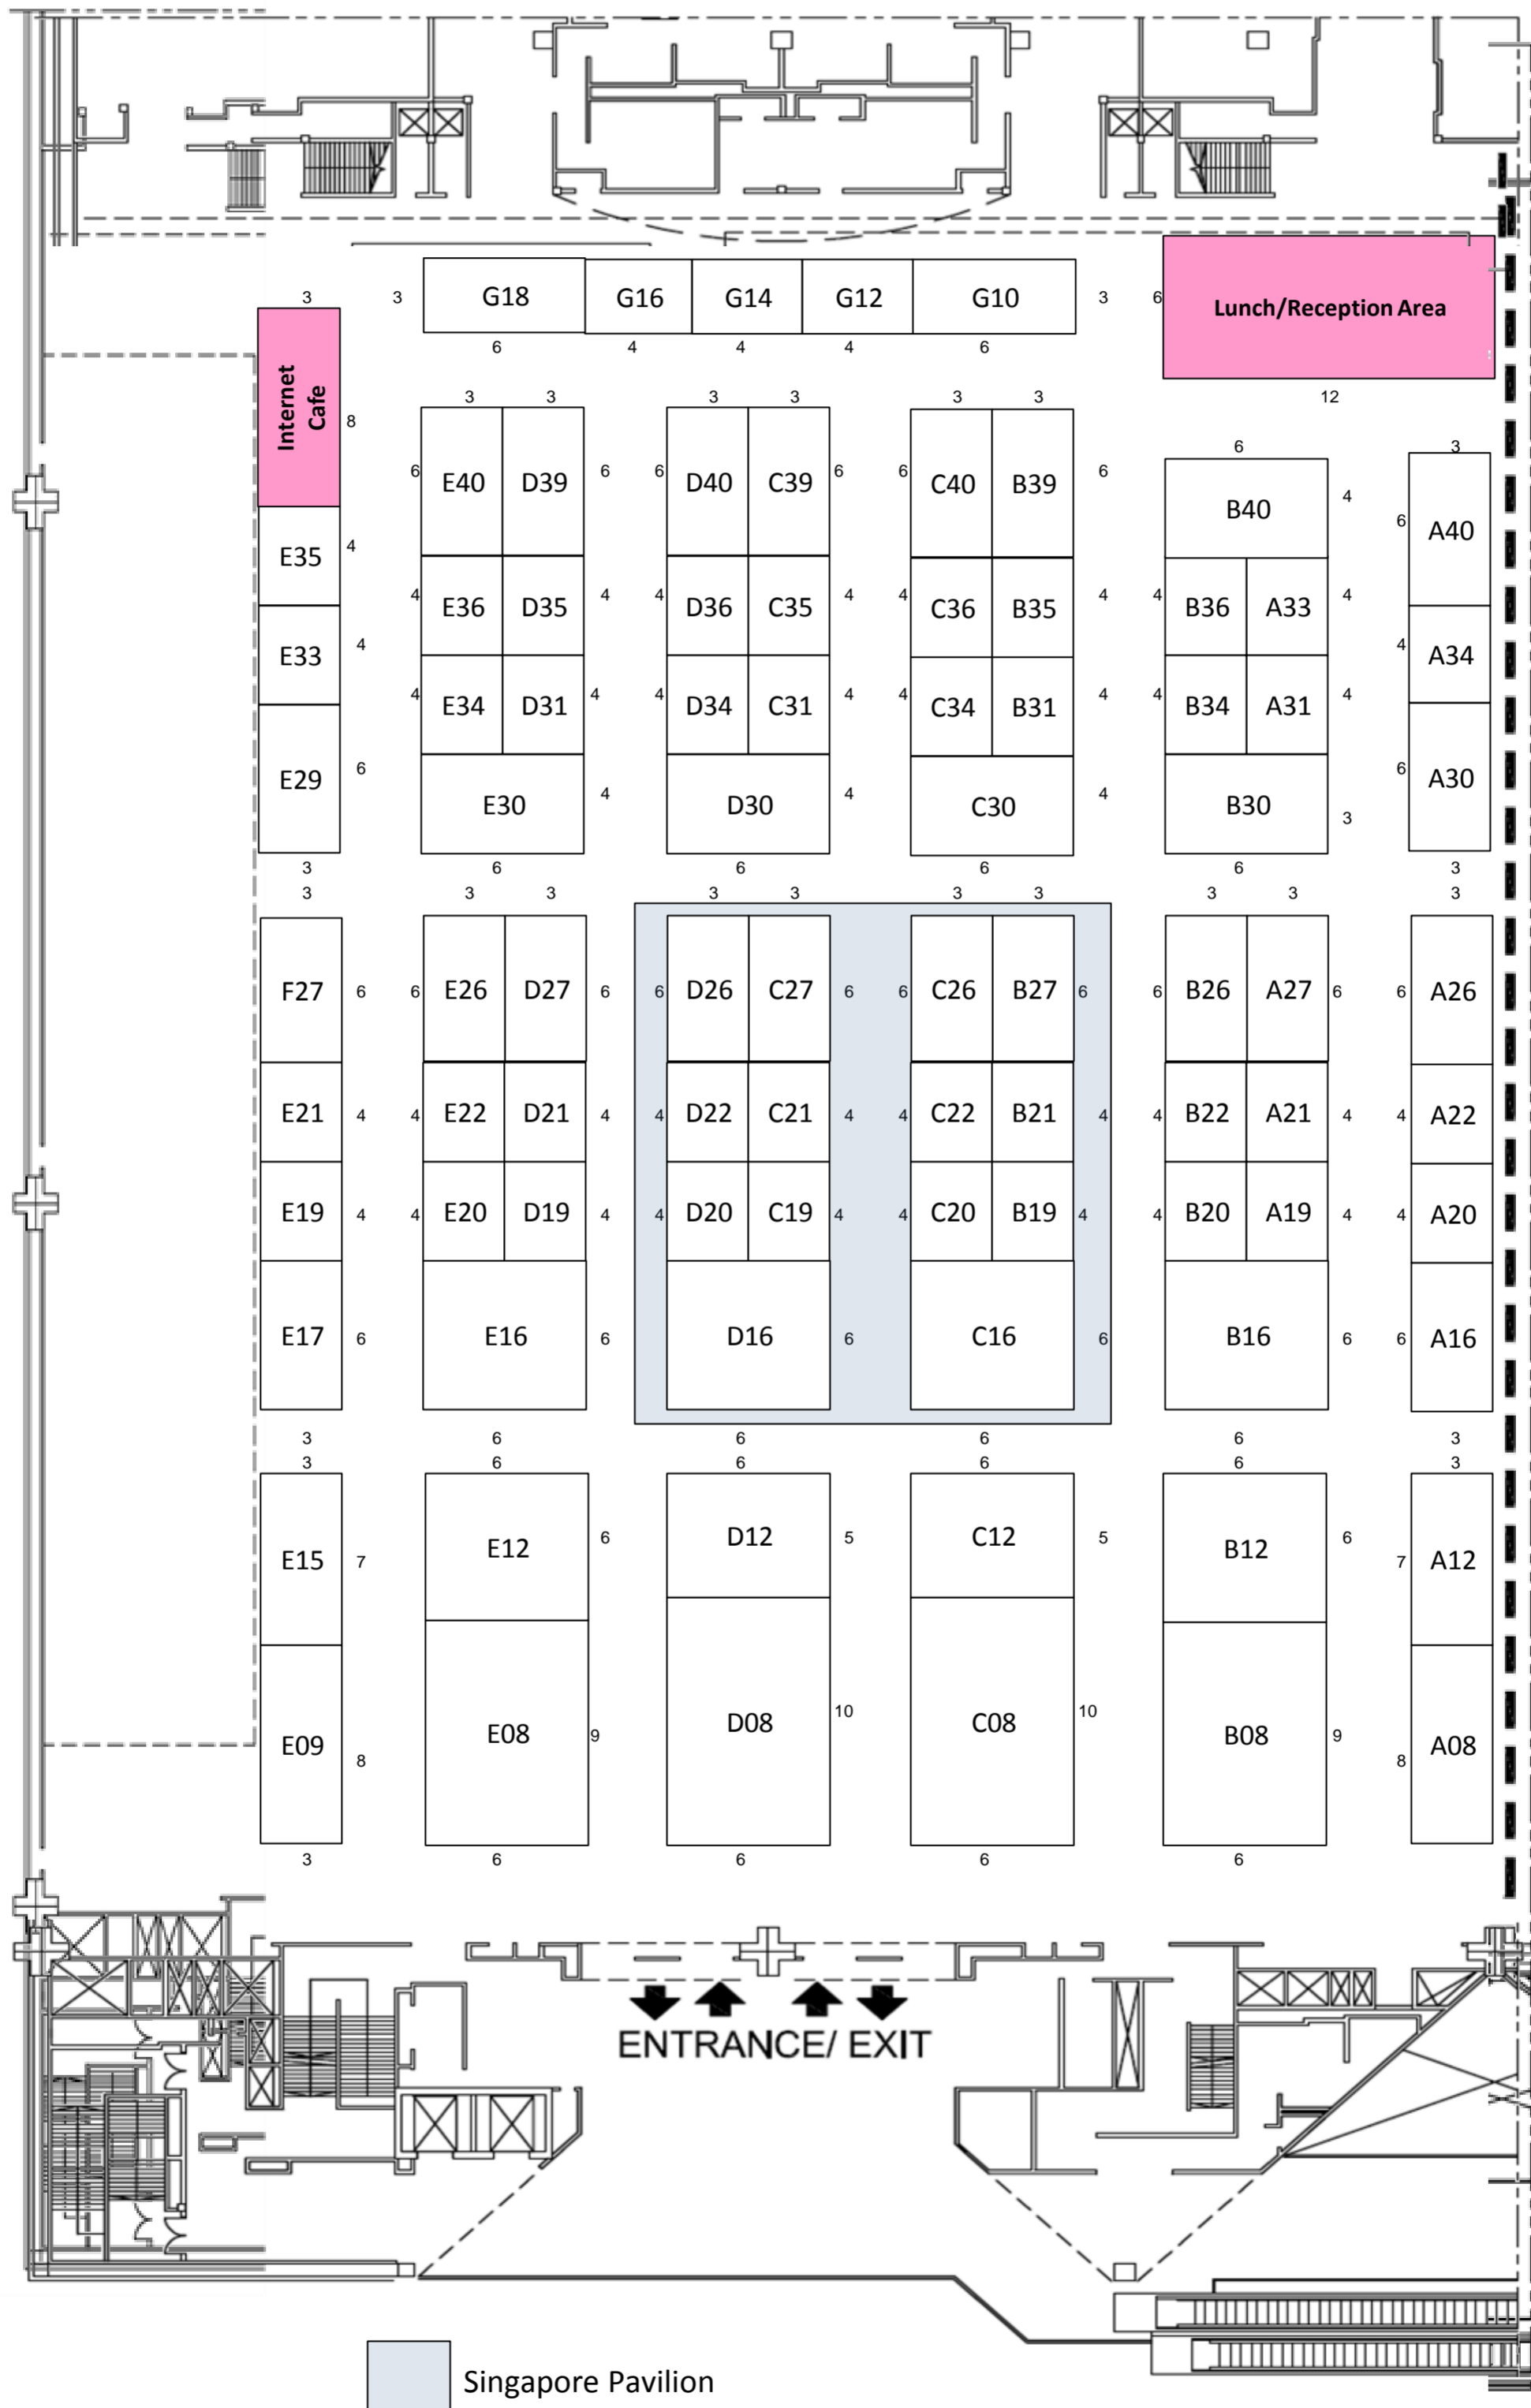 G18 G16 G14 G12 G10
Lunch/Reception Area
3 3 3 6
6 4 4 4 6
Internet
Cafe
8
3 3 3 3 3 3 12
6 3
E40 D39 D40 C39 C40 B39 B40 A40
6 6 6 6 6 6 4 6
E35 4
E36 D35 D36 C35 C36 B35 B36 A33
4 4 4 4 4 4 4 4
E33 4 A34 4
E34 D31 D34 C31 C34 B31 B34 A31
4 4 4 4 4 4 4 4
E29 6 A30 6
E30 4 D30 4 C30 4 B30 3
3 6 6 6 6 3
3 3 3 3 3 3 3 3 3 3
F27 6 6 E26 D27 6 6 D26 C27 6 6 C26 B27 6 6 B26 A27 6 6 A26
E21 4 4 E22 D21 4 4 D22 C21 4 4 C22 B21 4 4 B22 A21 4 4 A22
E19 4 4 E20 D19 4 4 D20 C19 4 4 C20 B19 4 4 B20 A19 4 4 A20
E17 6 E16 6 D16 6 C16 6 B16 6 6 A16
3 6 6 6 6 3
3 6 6 6 6 3
E15 7 E12 6 D12 5 C12 5 B12 6 7 A12
E09 8 E08 9 D08 10 C08 10 B08 9 8 A08
3 6 6 6 6
ENTRANCE/ EXIT
Singapore Pavilion